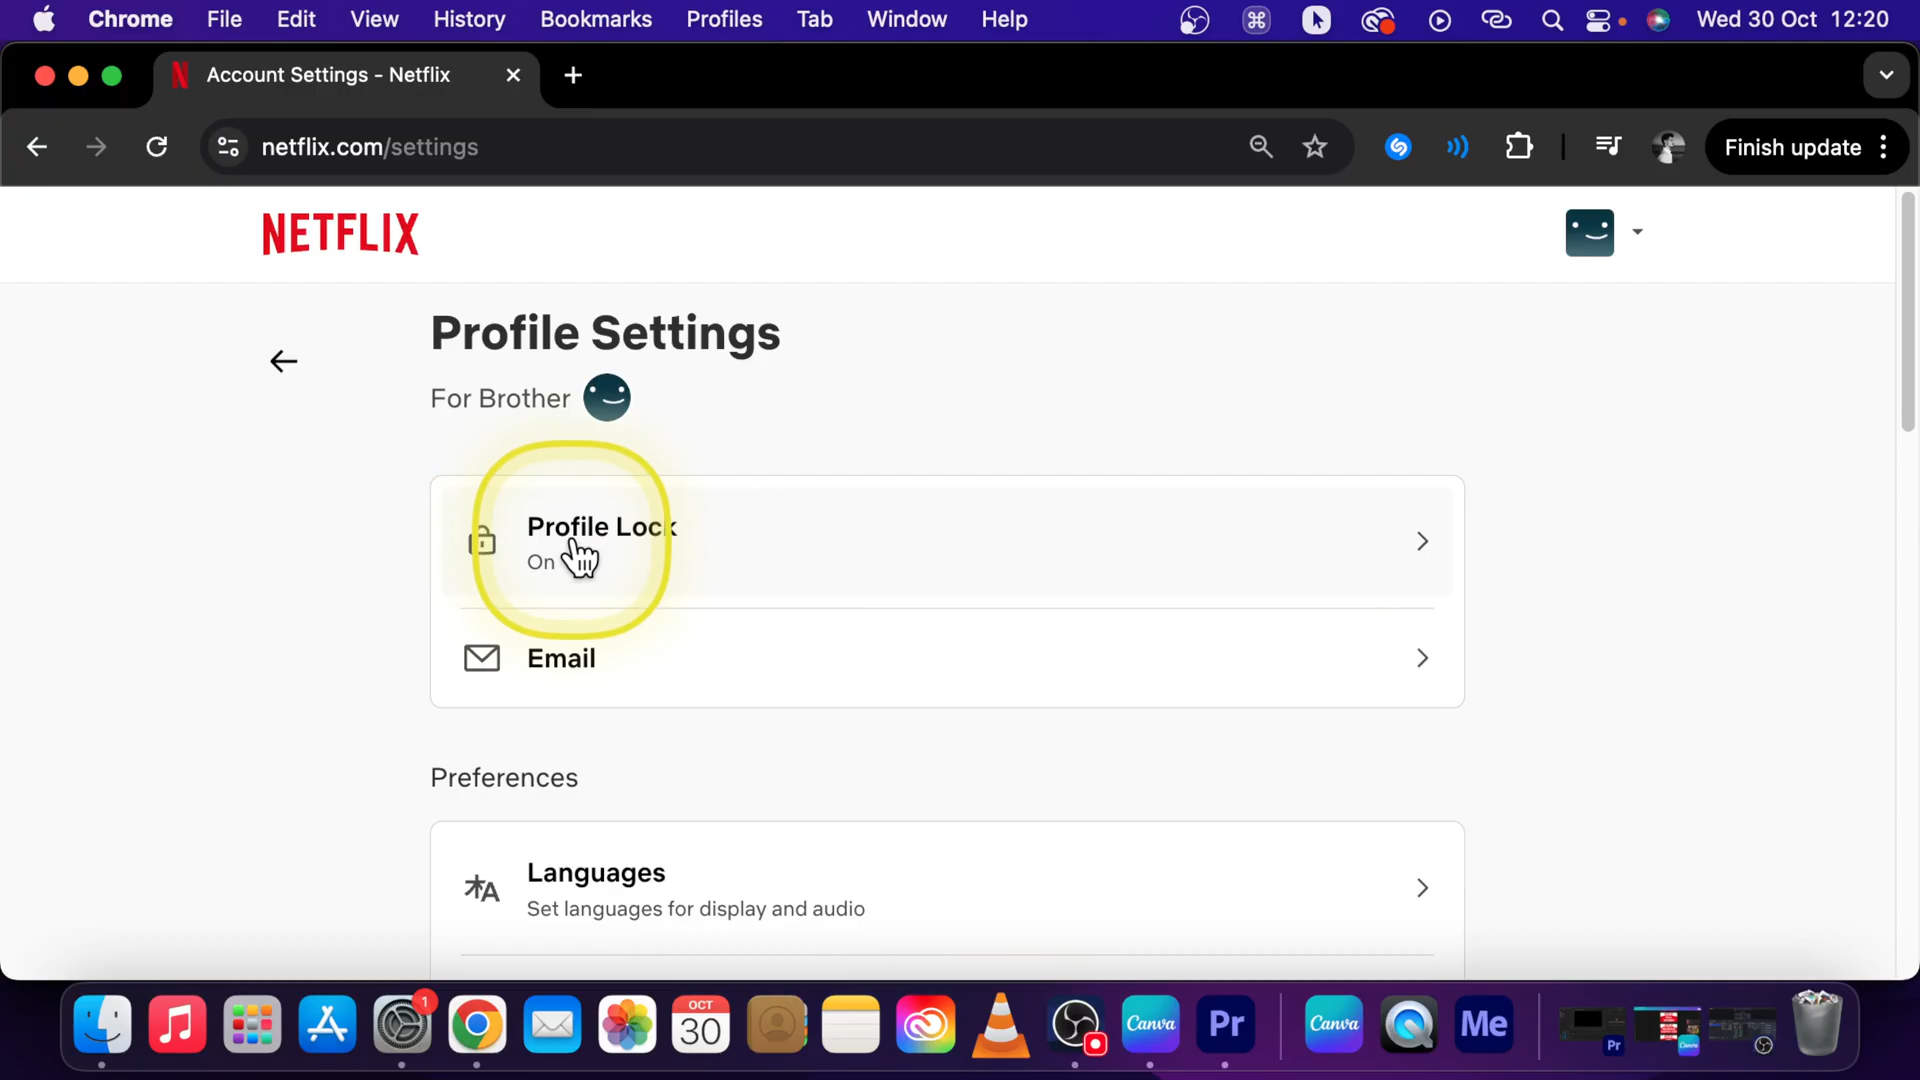 Chrome File Edit View History Bookmarks Profiles Tab Window Help Wed 30 Oct 12:20
Account Settings - Netflix
netflix.com/settings Finish update
NETFLIX
Profile Settings
For Brother
Profile Lock
On
Email
Preferences
Languages
Set languages for display and audio
1
OCT
30
Canva
Pr
Canva
Me
Pr
Canva